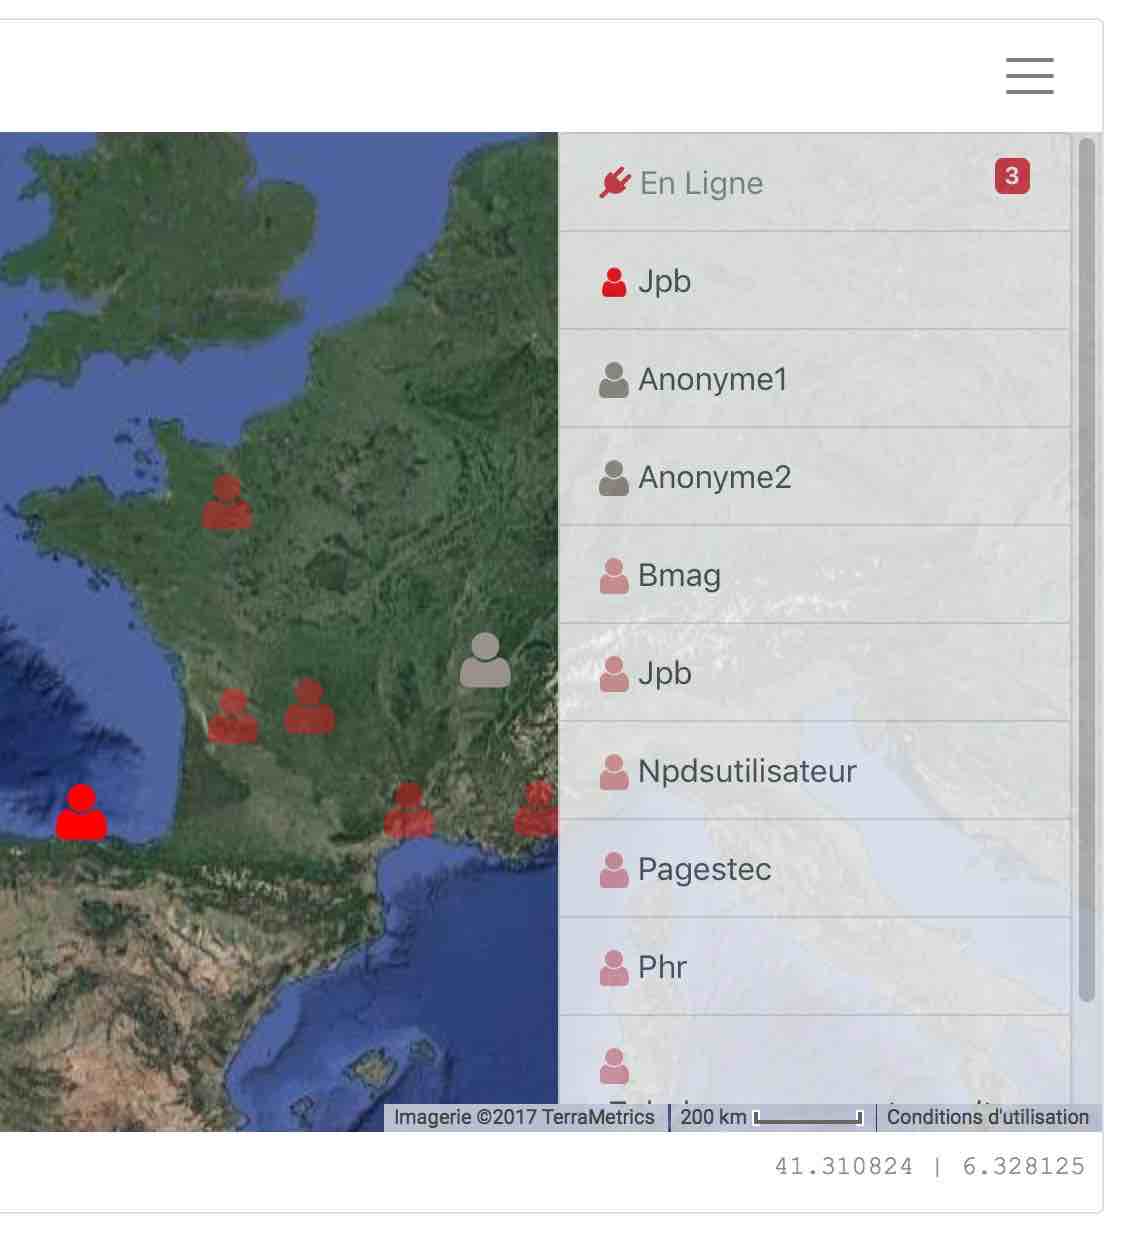 En Ligne 3
Jpb
Anonyme1
Anonyme2
Bmag
Jpb
Npdsutilisateur
Pagestec
Phr
Imagerie ©2017 TerraMetrics 200 km Conditions d'utilisation
41.310824 | 6.328125